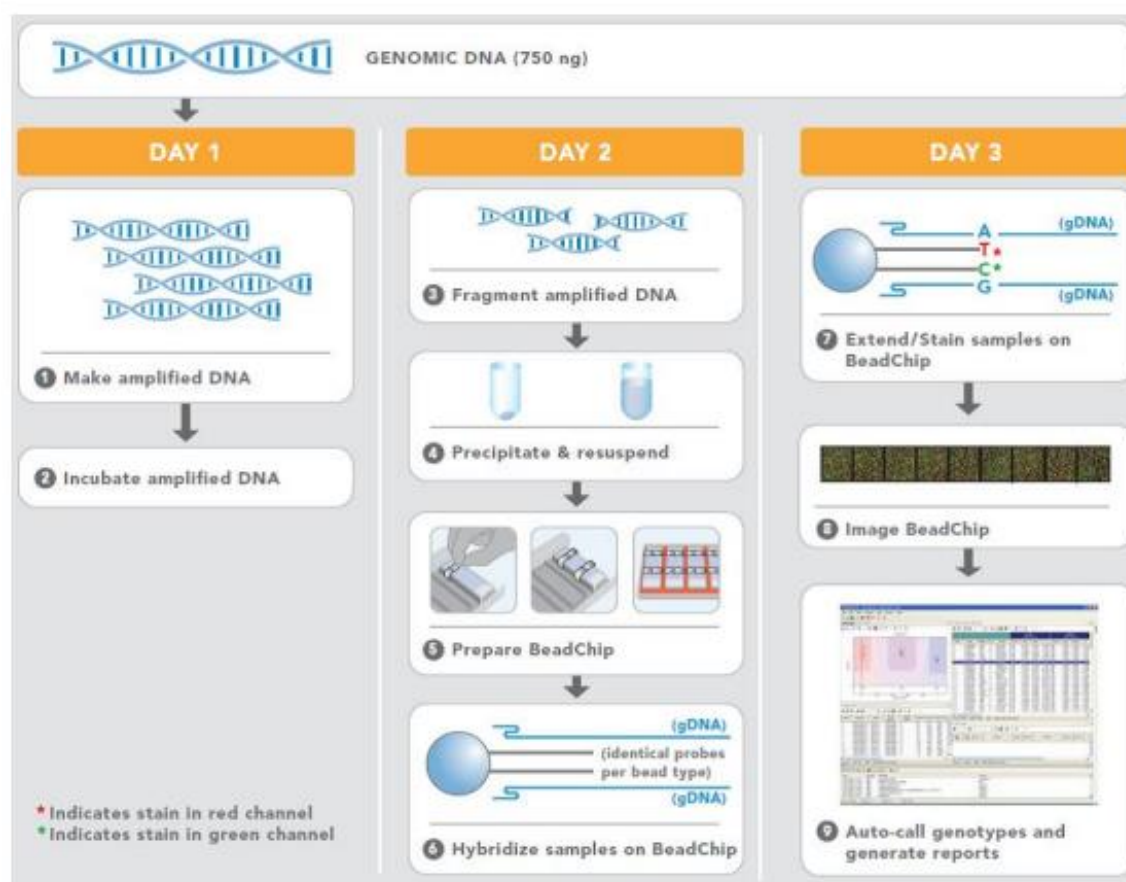 GENOMIC DNA (750 ng)
DAY 1
1 Make amplified DNA
2 Incubate amplified DNA
* Indicates stain in red channel
* Indicates stain in green channel
DAY 2
3 Fragment amplified DNA
4 Precipitate & resuspend
5 Prepare BeadChip
(gDNA)
(identical probes
per bead type)
(gDNA)
6 Hybridize samples on BeadChip
DAY 3
A (gDNA)
T*
C*
G (gDNA)
7 Extend/Stain samples on
BeadChip
8 Image BeadChip
9 Auto-call genotypes and
generate reports